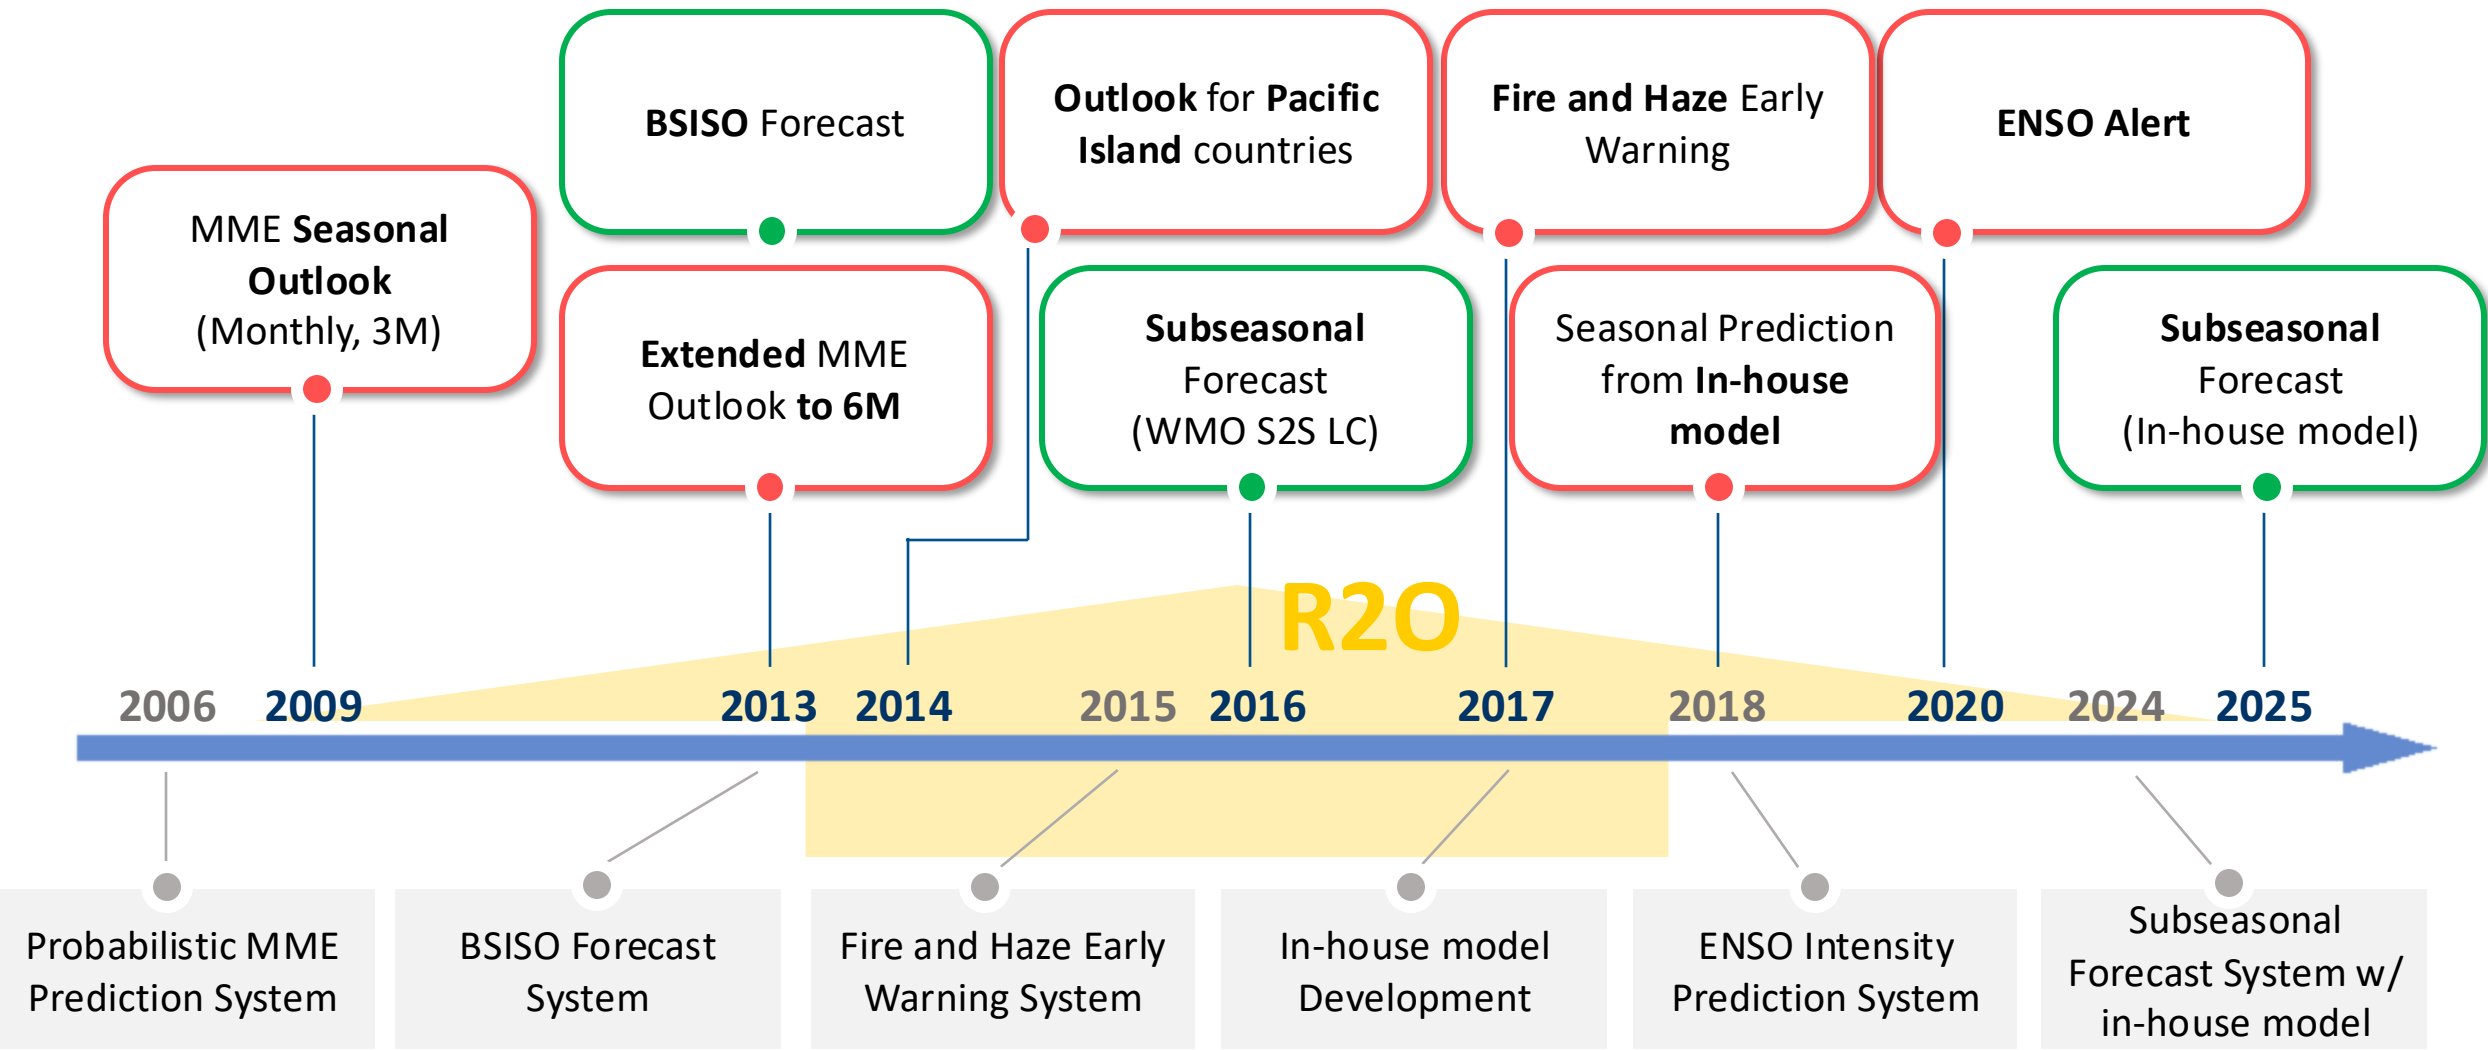 BSISO Forecast
Outlook for Pacific
Island countries
Fire and Haze Early
Warning
ENSO Alert
MME Seasonal
Outlook
(Monthly, 3M)
Extended MME
Outlook to 6M
Subseasonal
Forecast
(WMO S2S LC)
Seasonal Prediction
from In-house
model
Subseasonal
Forecast
(In-house model)
R2O
2006 2009 2013 2014 2015 2016 2017 2018 2020 2024 2025
Probabilistic MME
Prediction System
BSISO Forecast
System
Fire and Haze Early
Warning System
In-house model
Development
ENSO Intensity
Prediction System
Subseasonal
Forecast System w/
in-house model